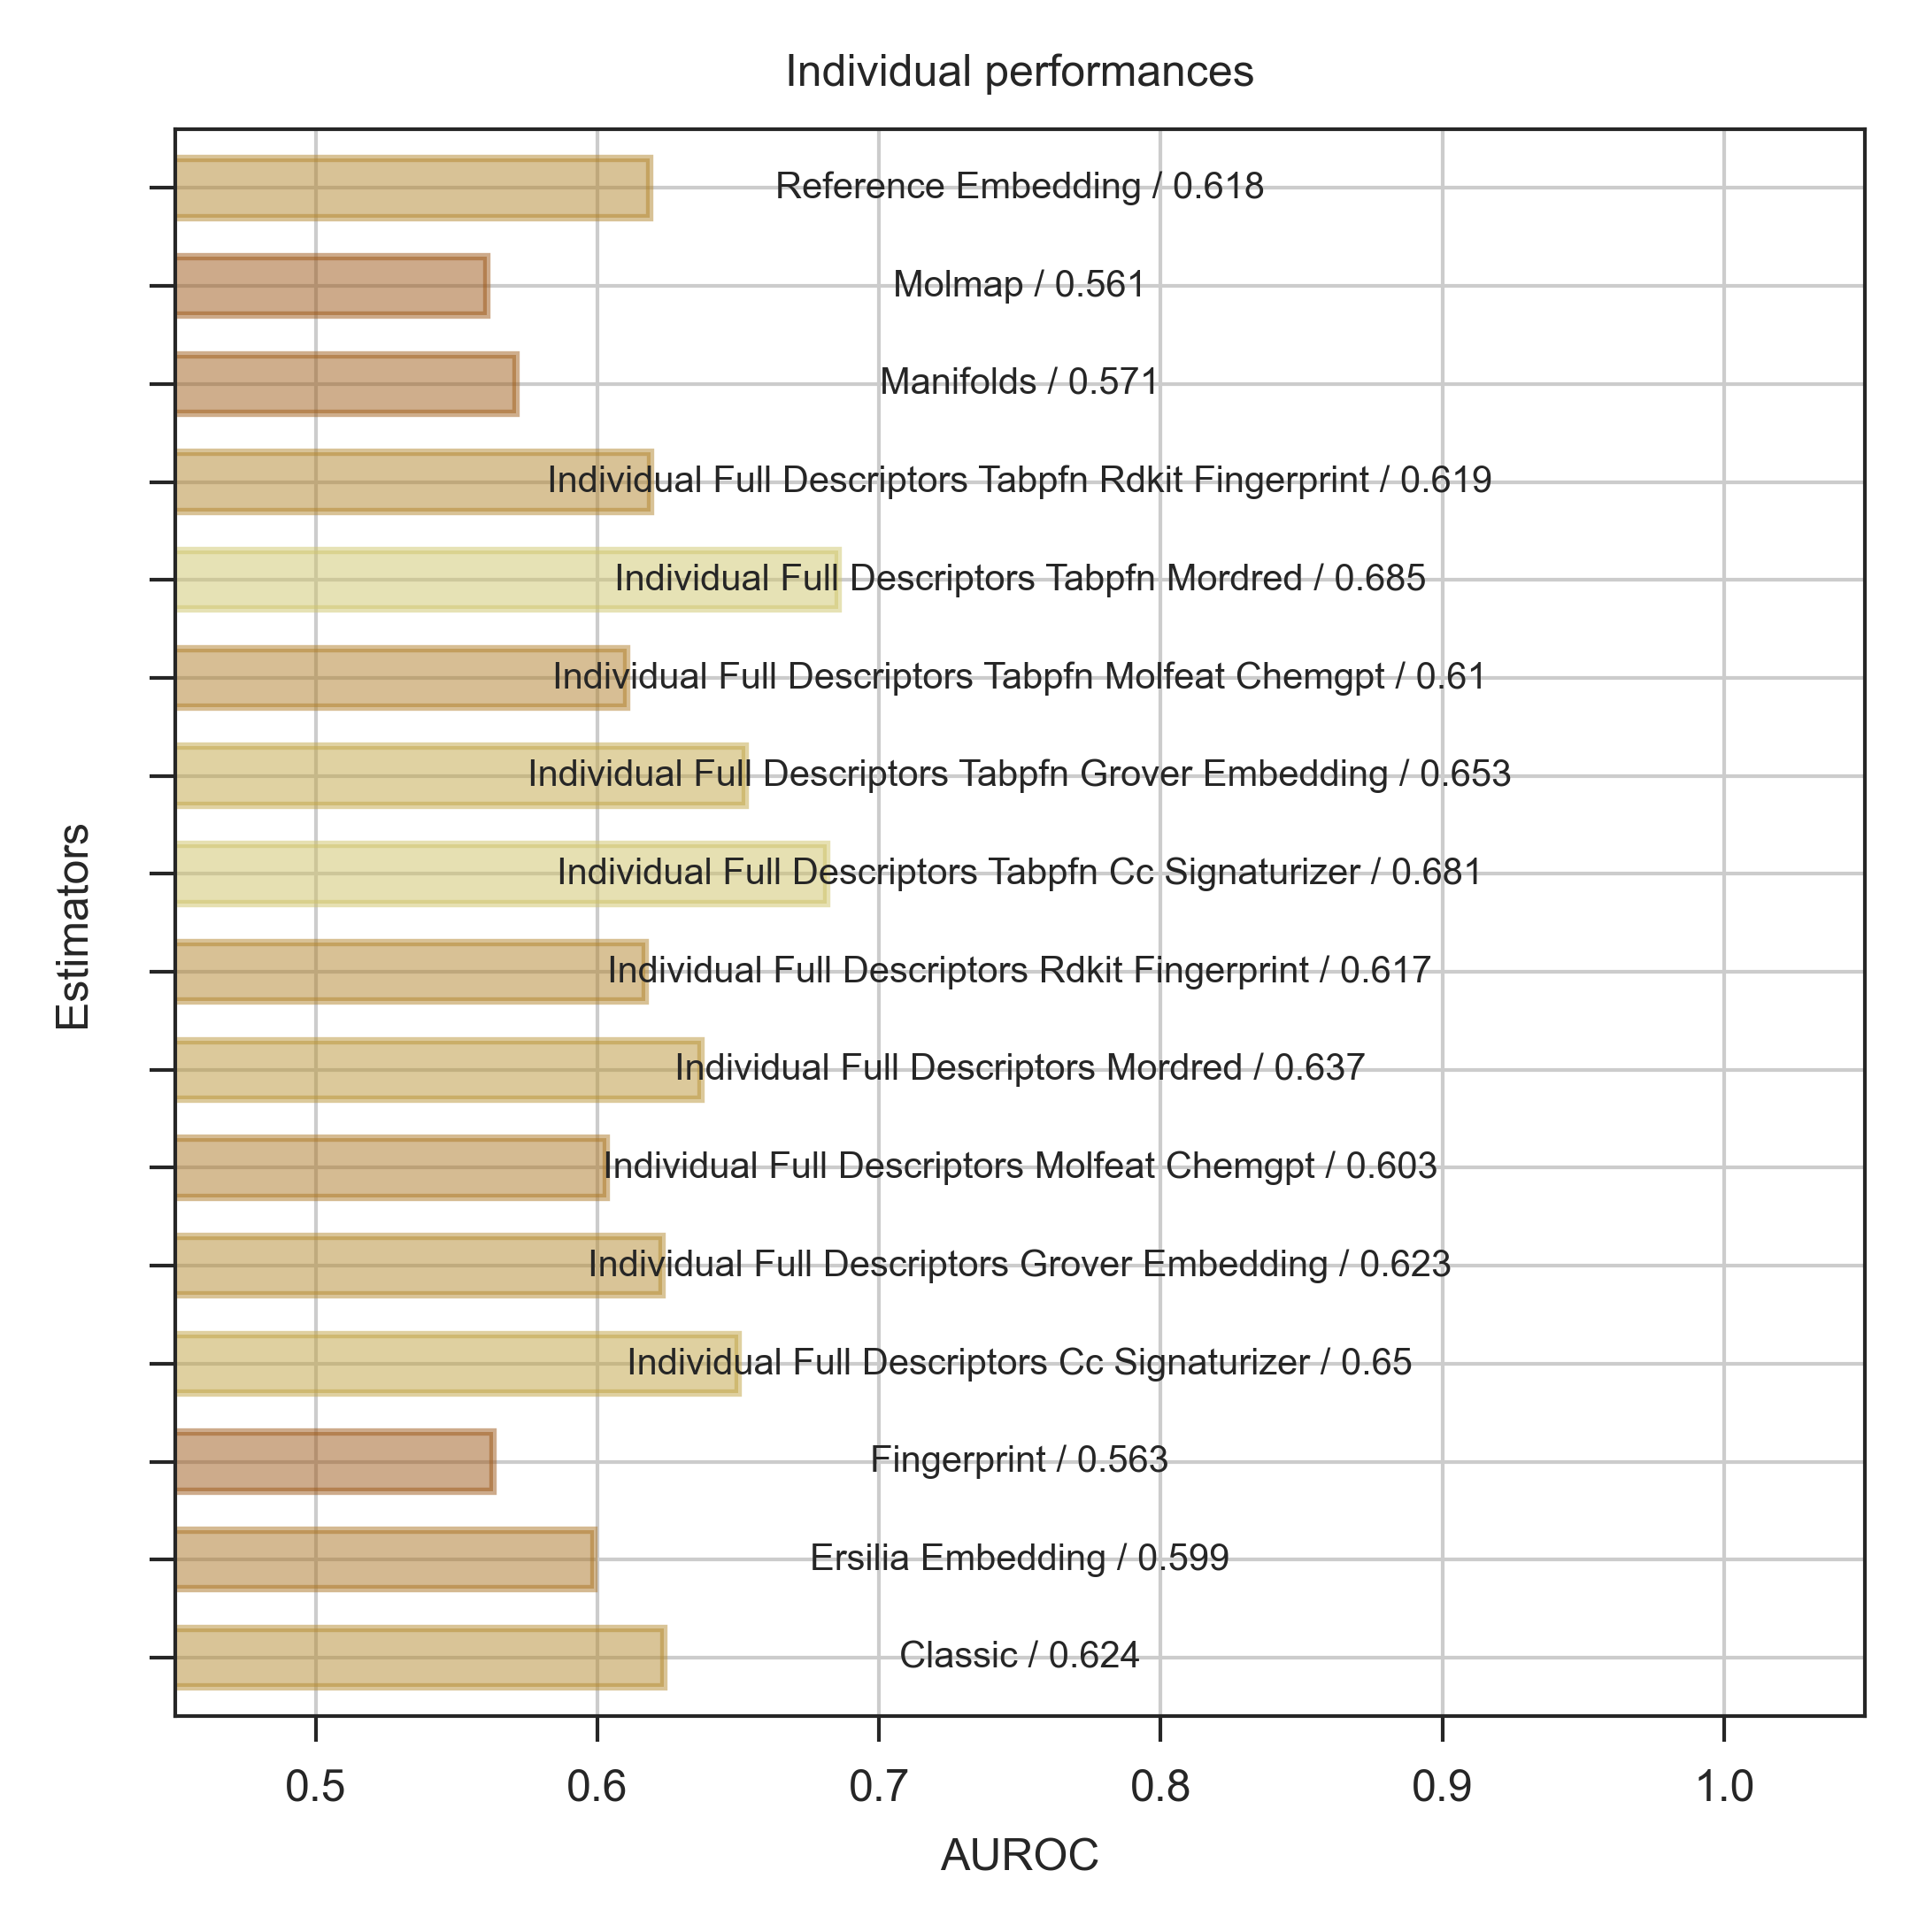 Individual performances
Reference Embedding / 0.618
Molmap / 0.561
Manifolds / 0.571
Individual Full Descriptors Tabpfn Rdkit Fingerprint / 0.619
Individual Full Descriptors Tabpfn Mordred / 0.685
Individual Full Descriptors Tabpfn Molfeat Chemgpt / 0.61
Individual Full Descriptors Tabpfn Grover Embedding / 0.653
Individual Full Descriptors Tabpfn Cc Signaturizer / 0.681
Individual Full Descriptors Rdkit Fingerprint / 0.617
Individual Full Descriptors Mordred / 0.637
Individual Full Descriptors Molfeat Chemgpt / 0.603
Individual Full Descriptors Grover Embedding / 0.623
Individual Full Descriptors Cc Signaturizer / 0.65
Fingerprint / 0.563
Ersilia Embedding / 0.599
Classic / 0.624
Estimators
0.5 0.6 0.7 0.8 0.9 1.0
AUROC